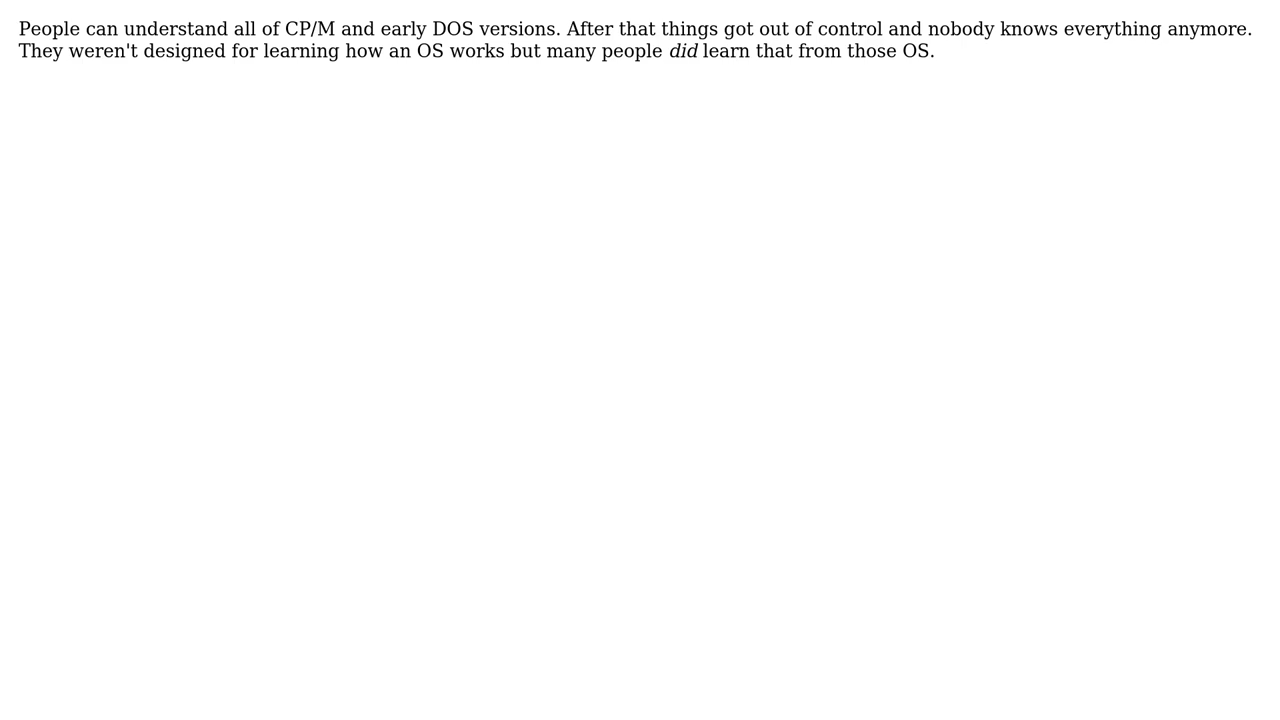 People can understand all of CP/M and early DOS versions. After that things got out of control and nobody knows everything anymore.
They weren't designed for learning how an OS works but many people did learn that from those OS.